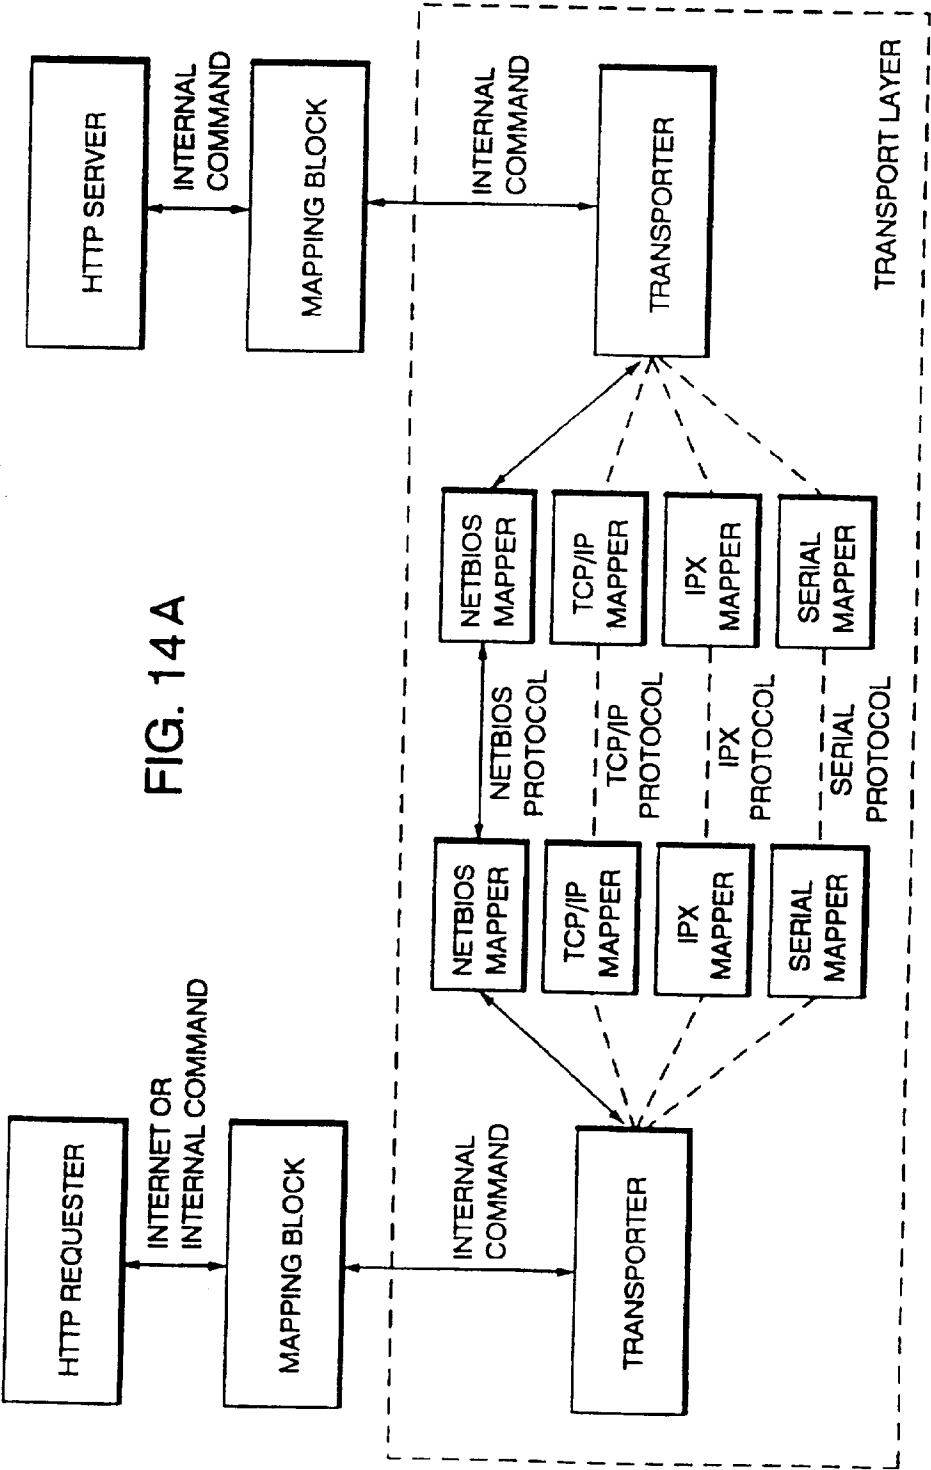 FIG. 14A
HTTP REQUESTER
INTERNET OR
INTERNAL COMMAND
MAPPING BLOCK
INTERNAL
COMMAND
TRANSPORTER
HTTP SERVER
INTERNAL
COMMAND
MAPPING BLOCK
INTERNAL
COMMAND
TRANSPORTER
NETBIOS
MAPPER
NETBIOS
PROTOCOL
NETBIOS
MAPPER
TCP/IP
MAPPER
TCP/IP
PROTOCOL
TCP/IP
MAPPER
IPX
MAPPER
IPX
PROTOCOL
IPX
MAPPER
SERIAL
MAPPER
SERIAL
PROTOCOL
SERIAL
MAPPER
TRANSPORT LAYER